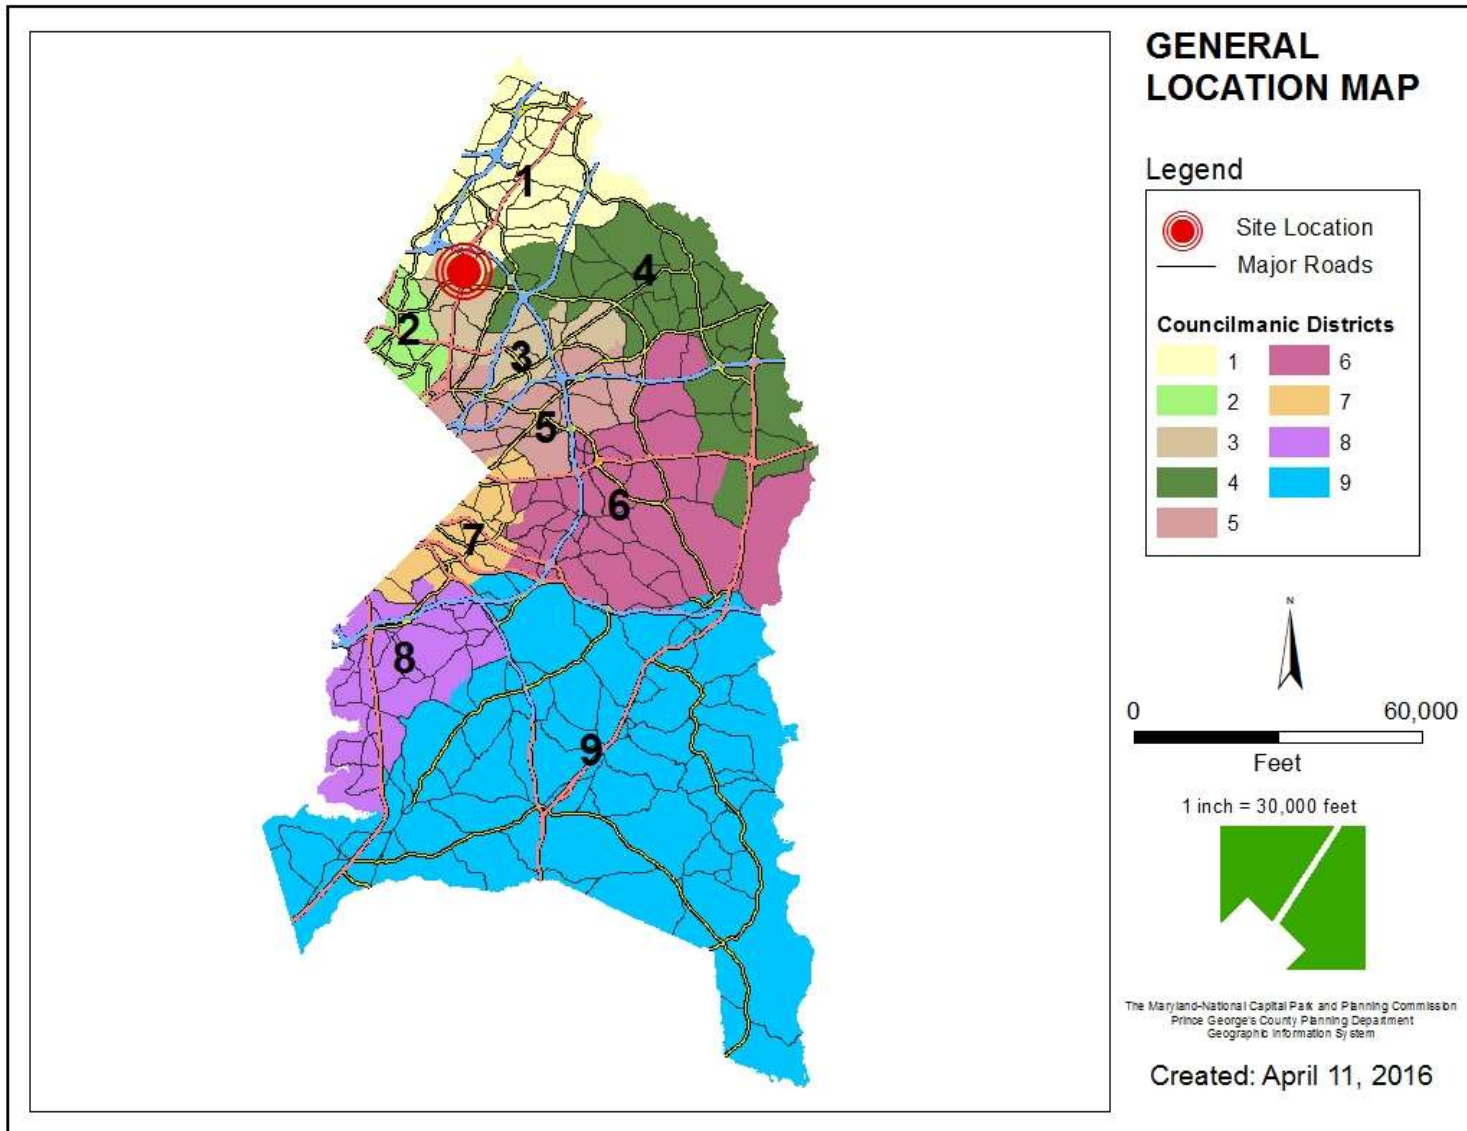 GENERAL
LOCATION MAP
Legend
Site Location
Major Roads
Councilmanic Districts
1 6
2 7
3 8
4 9
5
N
0 60,000
Feet
1 inch = 30,000 feet
The Maryland-National Capital Park and Planning Commission
Prince George's County Planning Department
Geographic Information System
Created: April 11, 2016
1
4
2
3
5
6
7
8
9